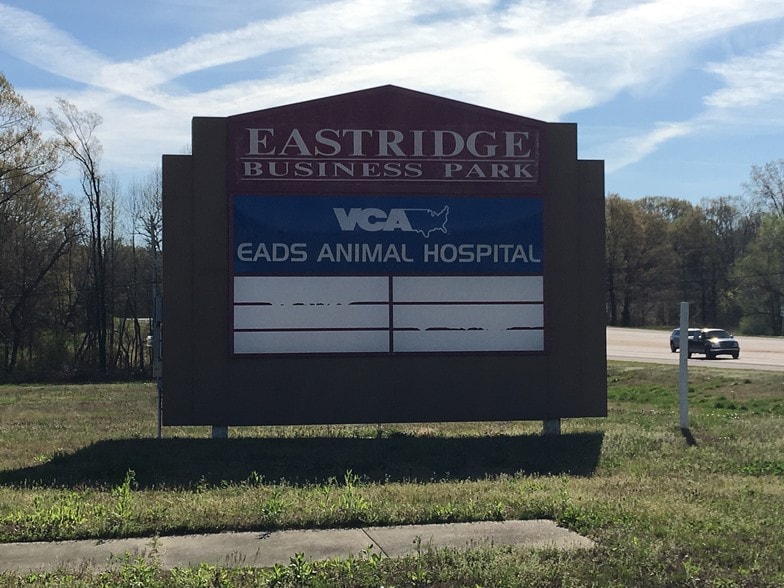 EASTRIDGE
BUSINESS PARK
VCA
EADS ANIMAL HOSPITAL